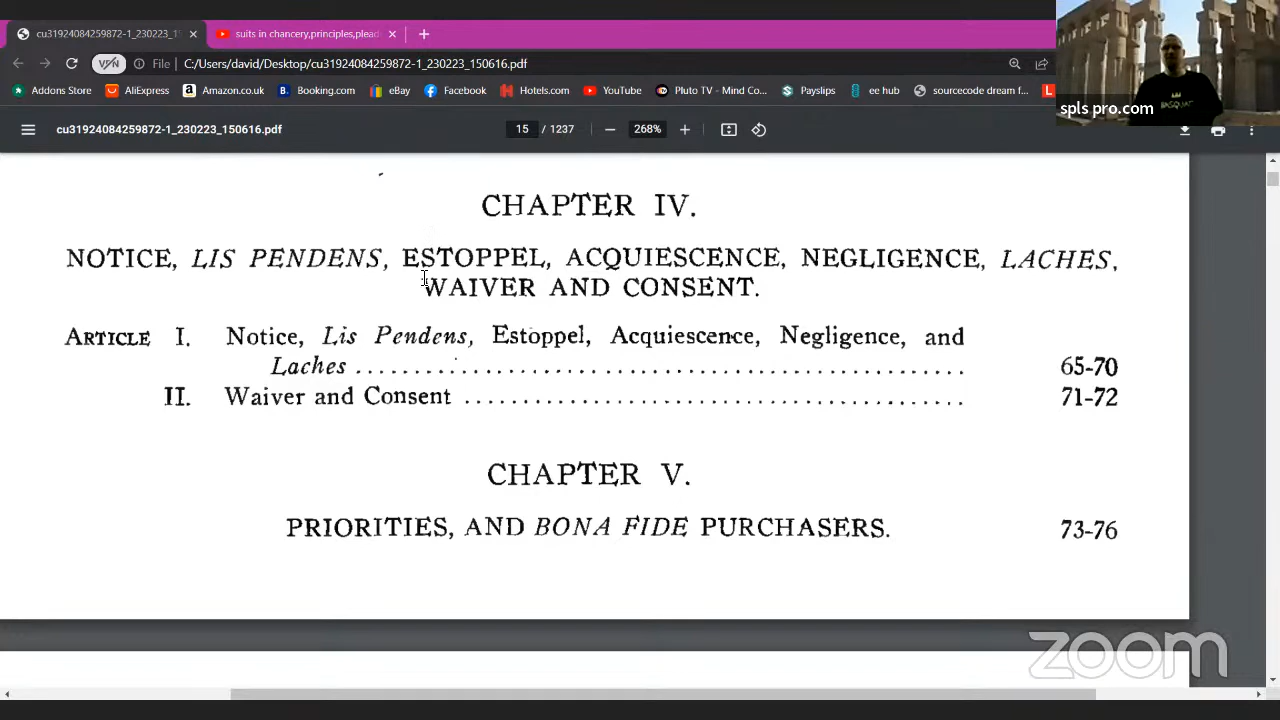 cu31924084259872-1_230223_15
suits in chancery,principles,plead
VPN
File
C:/Users/david/Desktop/cu31924084259872-1_230223_150616.pdf
Addons Store
AliExpress
Amazon.co.uk
Booking.com
eBay
Facebook
Hotels.com
YouTube
Pluto TV - Mind Co...
Payslips
ee hub
sourcecode dream f...
spls pro.com
cu31924084259872-1_230223_150616.pdf
15 / 1237
268%
CHAPTER IV.
NOTICE, LIS PENDENS, ESTOPPEL, ACQUIESCENCE, NEGLIGENCE, LACHES,
WAIVER AND CONSENT.
ARTICLE I. Notice, Lis Pendens, Estoppel, Acquiescence, Negligence, and
Laches ........................................................ 65-70
II. Waiver and Consent .............................................. 71-72
CHAPTER V.
PRIORITIES, AND BONA FIDE PURCHASERS. 73-76
zoom